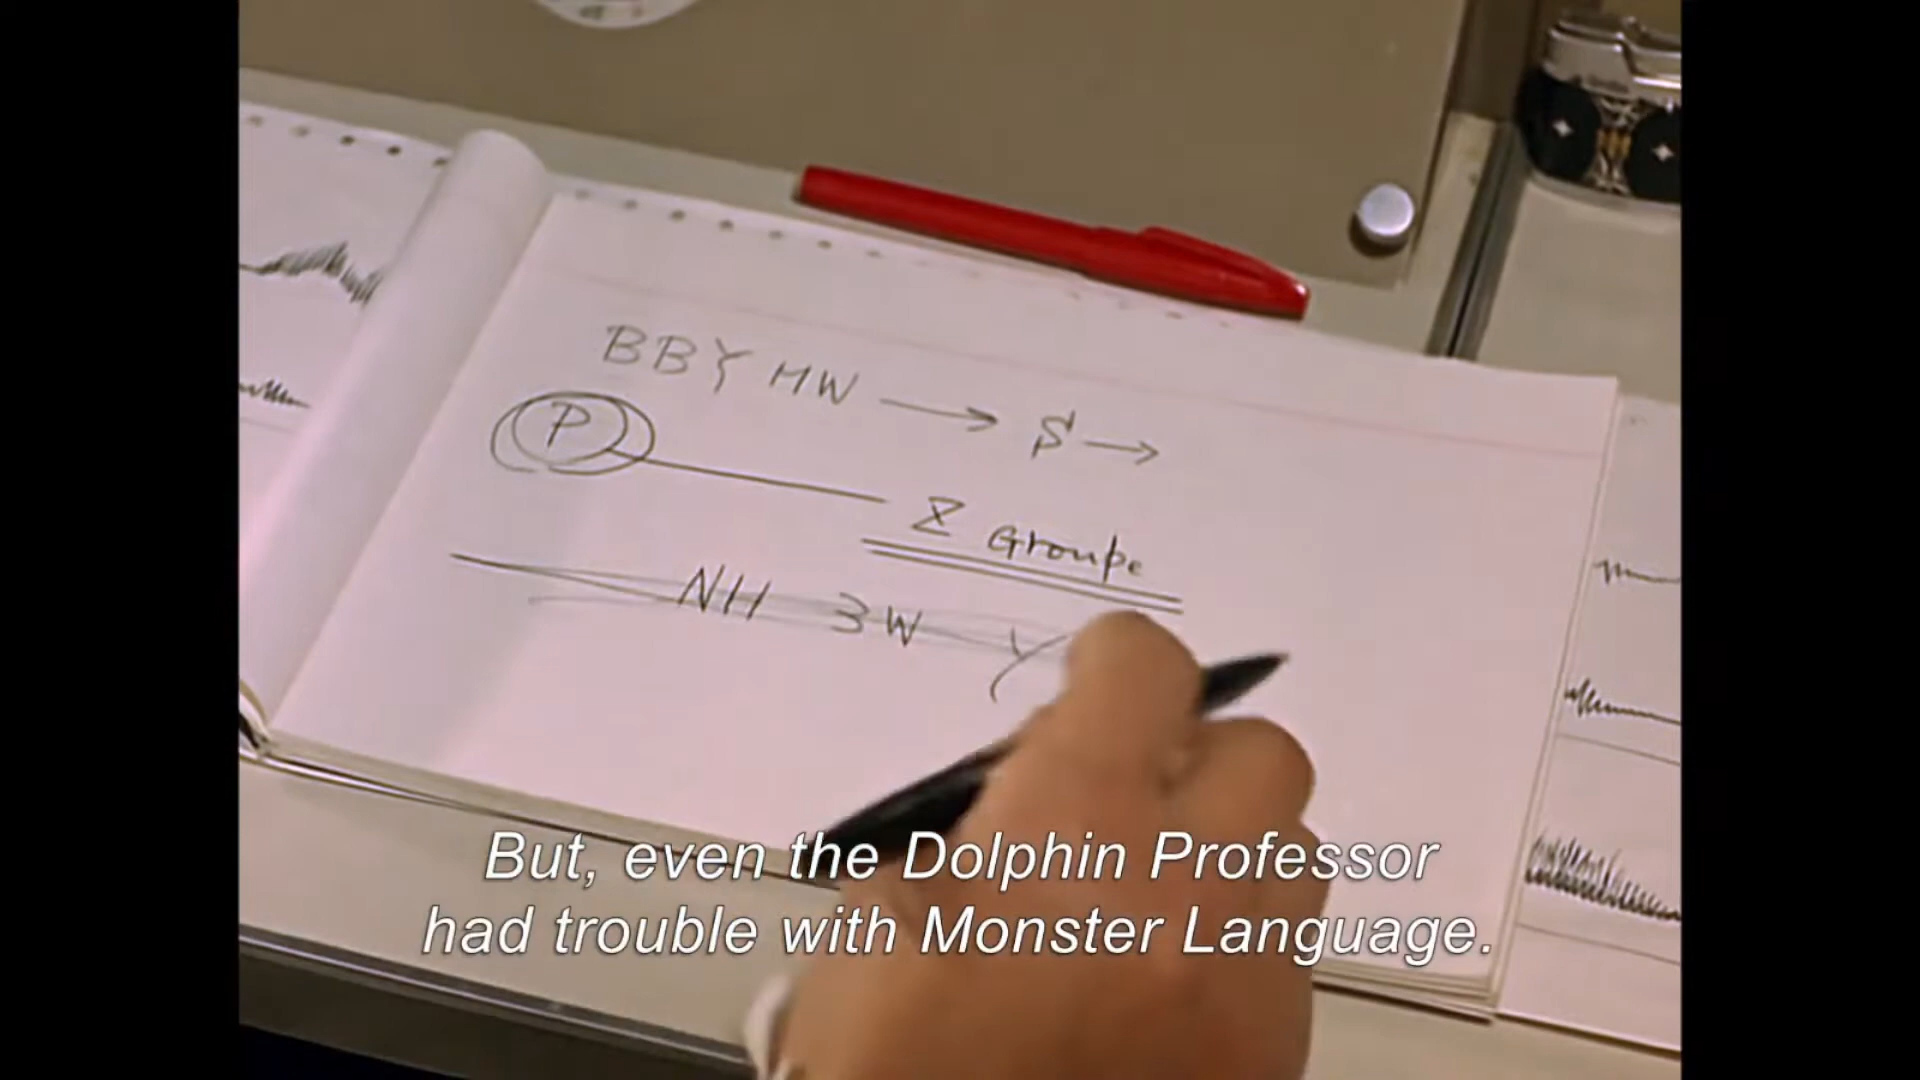 BBY MW → S →
P
Z Groupe
NH 3W Y
But, even the Dolphin Professor
had trouble with Monster Language.